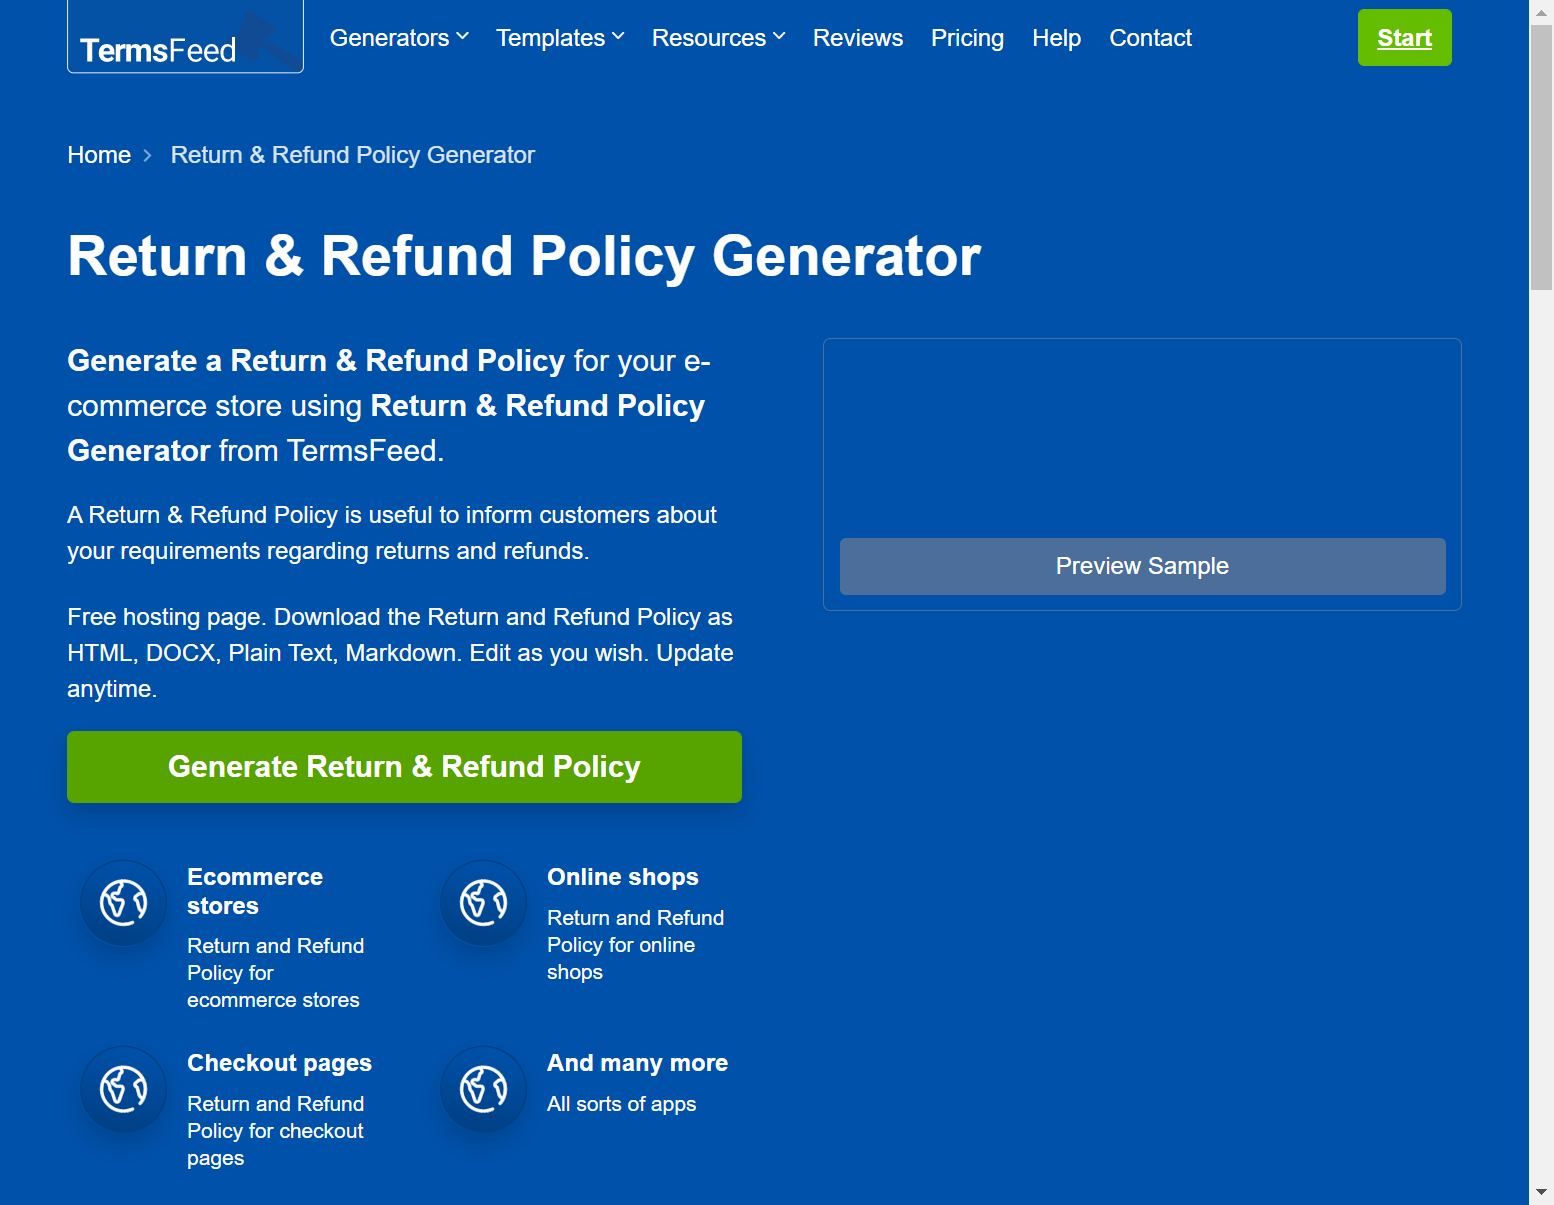 TermsFeed
Generators
Templates
Resources
Reviews
Pricing
Help
Contact
Start
Home
Return & Refund Policy Generator
Return & Refund Policy Generator
Generate a Return & Refund Policy for your e-
commerce store using Return & Refund Policy
Generator from TermsFeed.
A Return & Refund Policy is useful to inform customers about
your requirements regarding returns and refunds.
Free hosting page. Download the Return and Refund Policy as
HTML, DOCX, Plain Text, Markdown. Edit as you wish. Update
anytime.
Generate Return & Refund Policy
Preview Sample
Ecommerce
stores
Return and Refund
Policy for
ecommerce stores
Online shops
Return and Refund
Policy for online
shops
Checkout pages
Return and Refund
Policy for checkout
pages
And many more
All sorts of apps